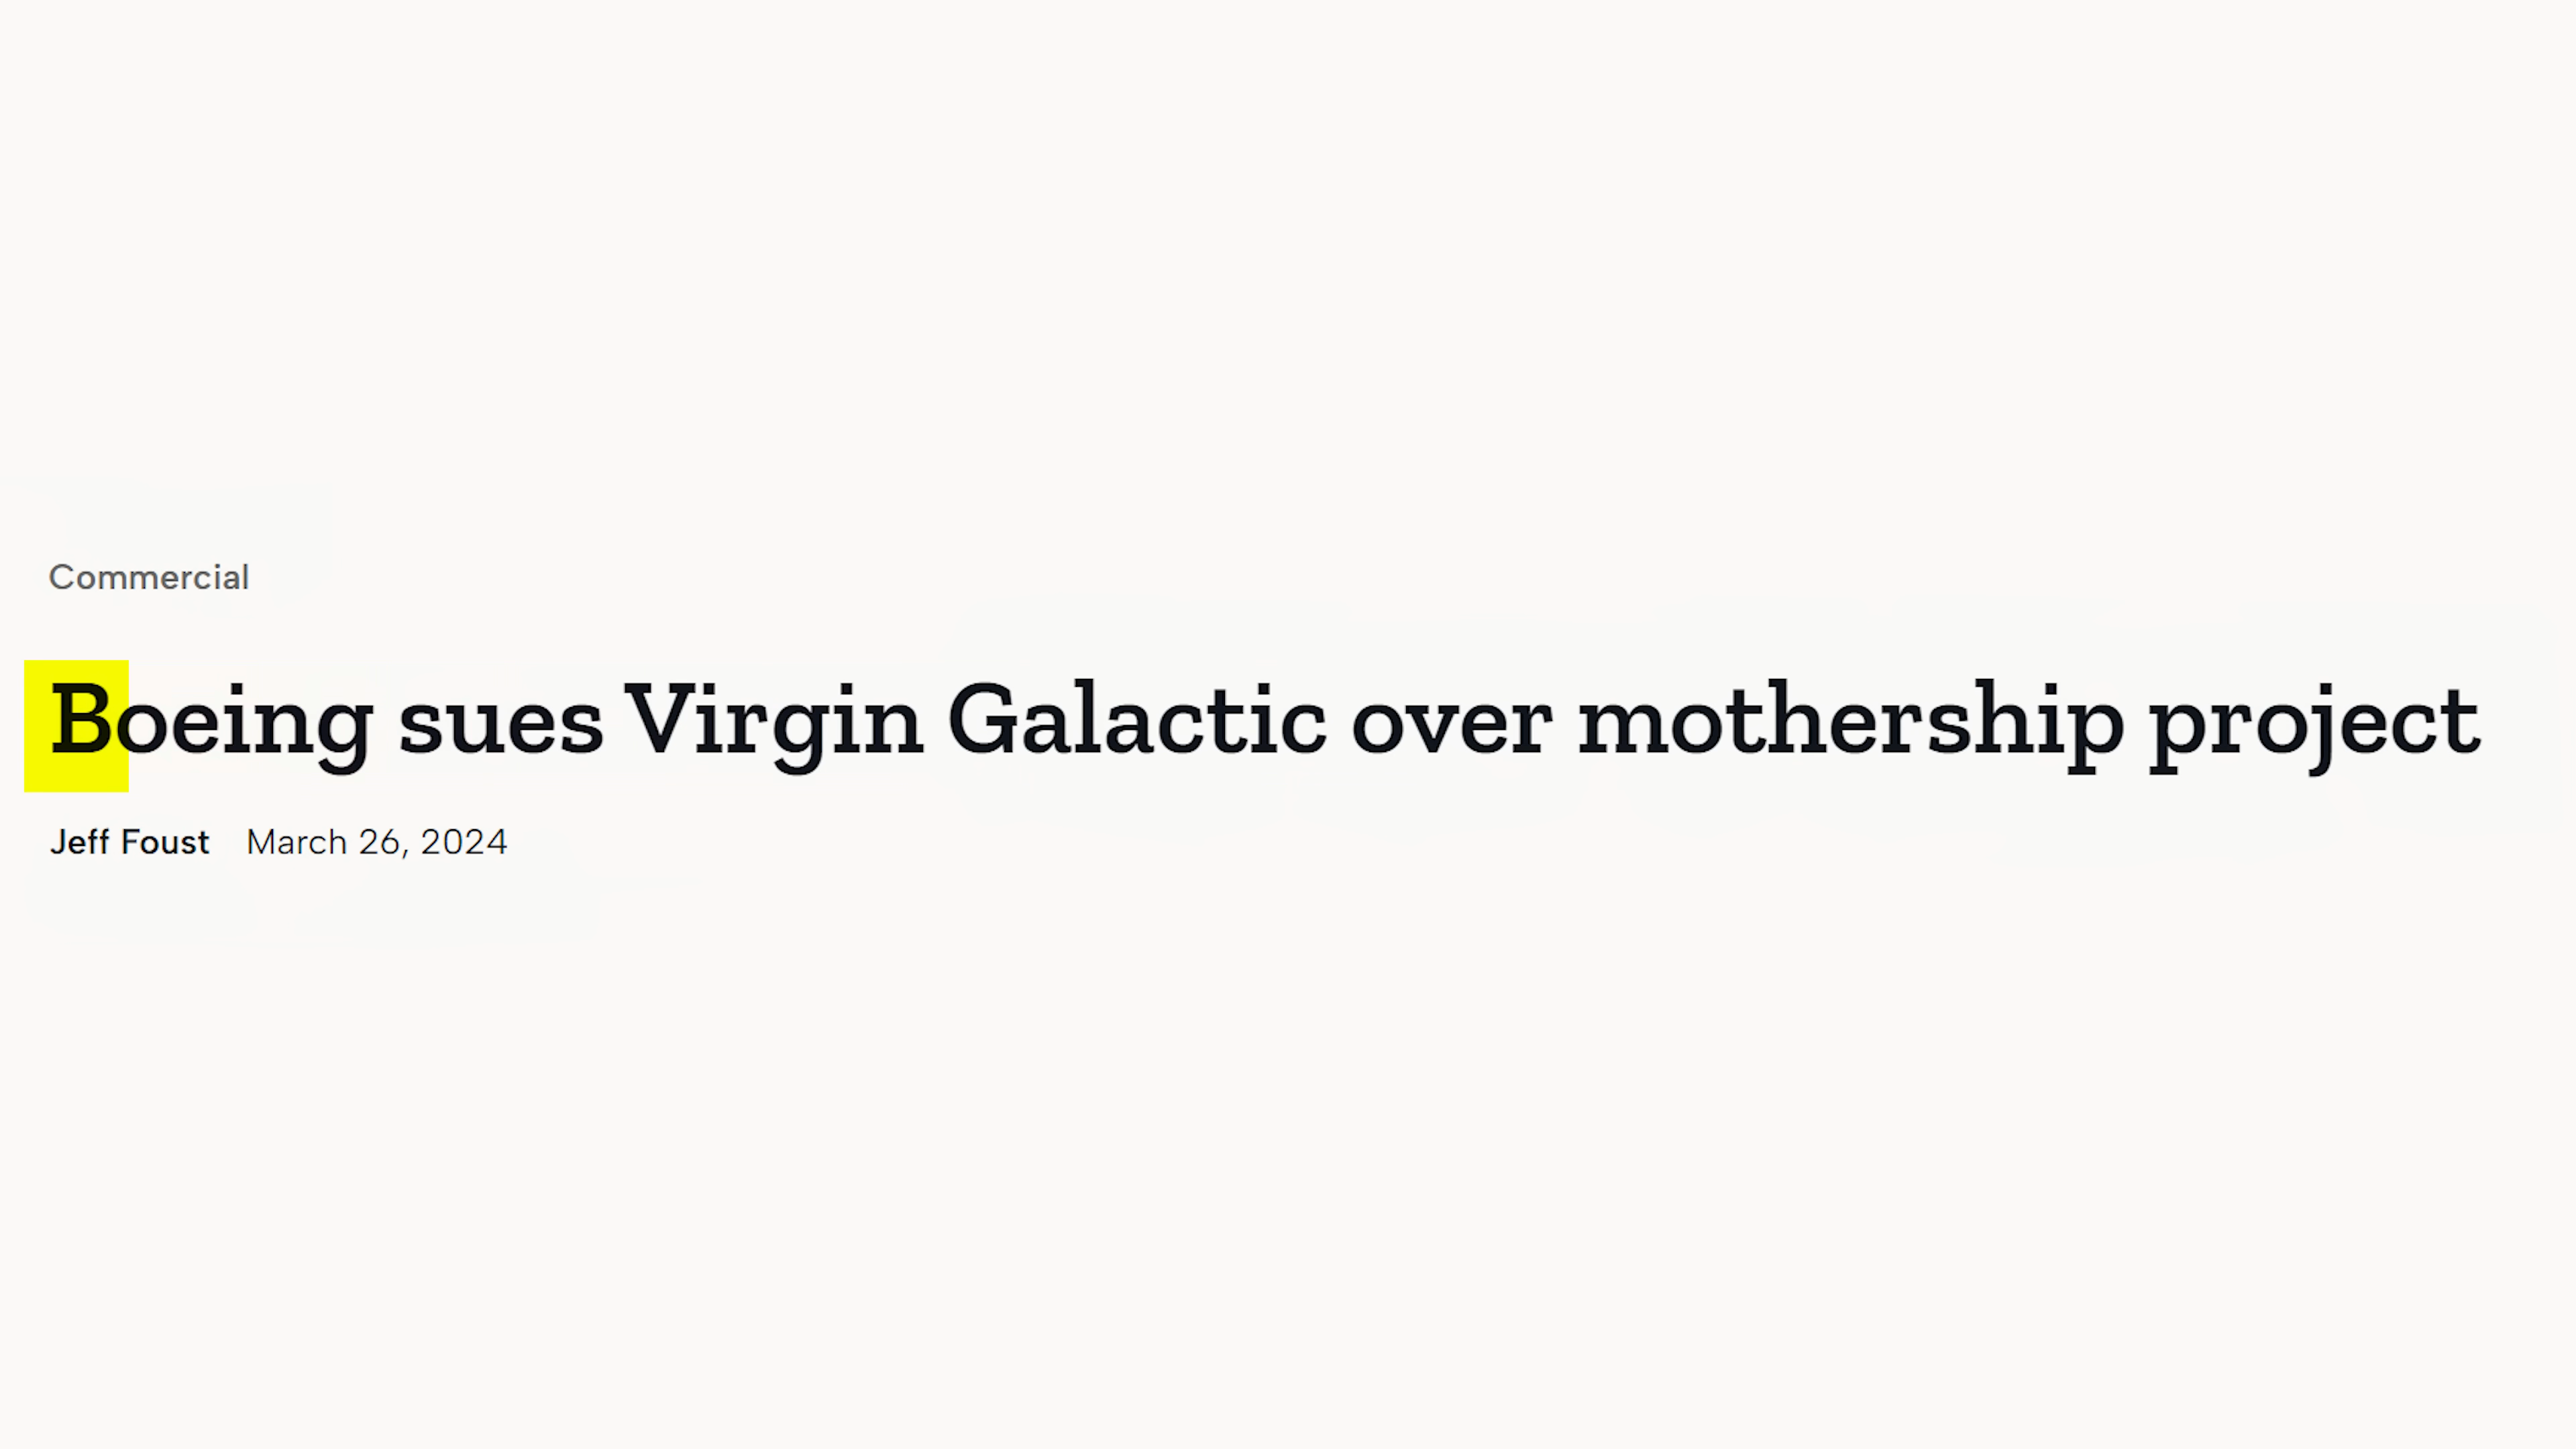 Commercial
Boeing sues Virgin Galactic over mothership project
Jeff Foust March 26, 2024